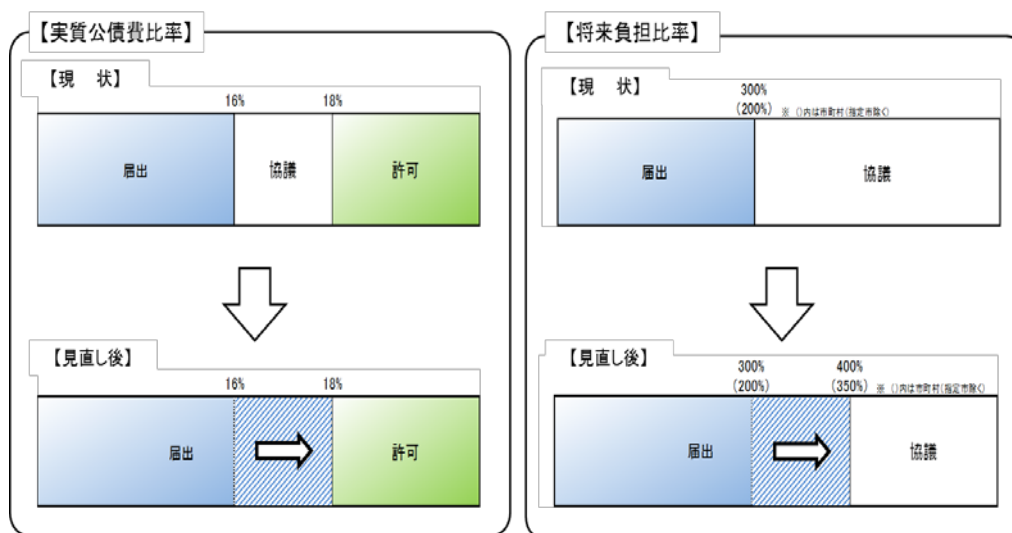 【実質公債費比率】
【現　状】
16% 18%
届出 協議 許可
【見直し後】
16% 18%
届出 許可
【将来負担比率】
【現　状】
300%
(200%) ※ ()内は市町村(指定市除く)
届出 協議
【見直し後】
300% 400%
(200%) (350%) ※ ()内は市町村(指定市除く)
届出 協議